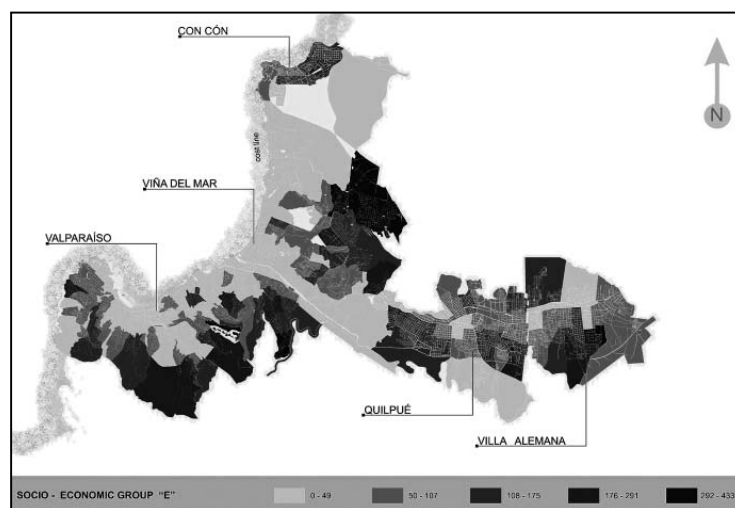 CON CÓN
N
cost line
VIÑA DEL MAR
VALPARAÍSO
QUILPUÉ
VILLA ALEMANA
SOCIO - ECONOMIC GROUP "E"
0 - 49
50 - 107
108 - 175
176 - 291
292 - 433